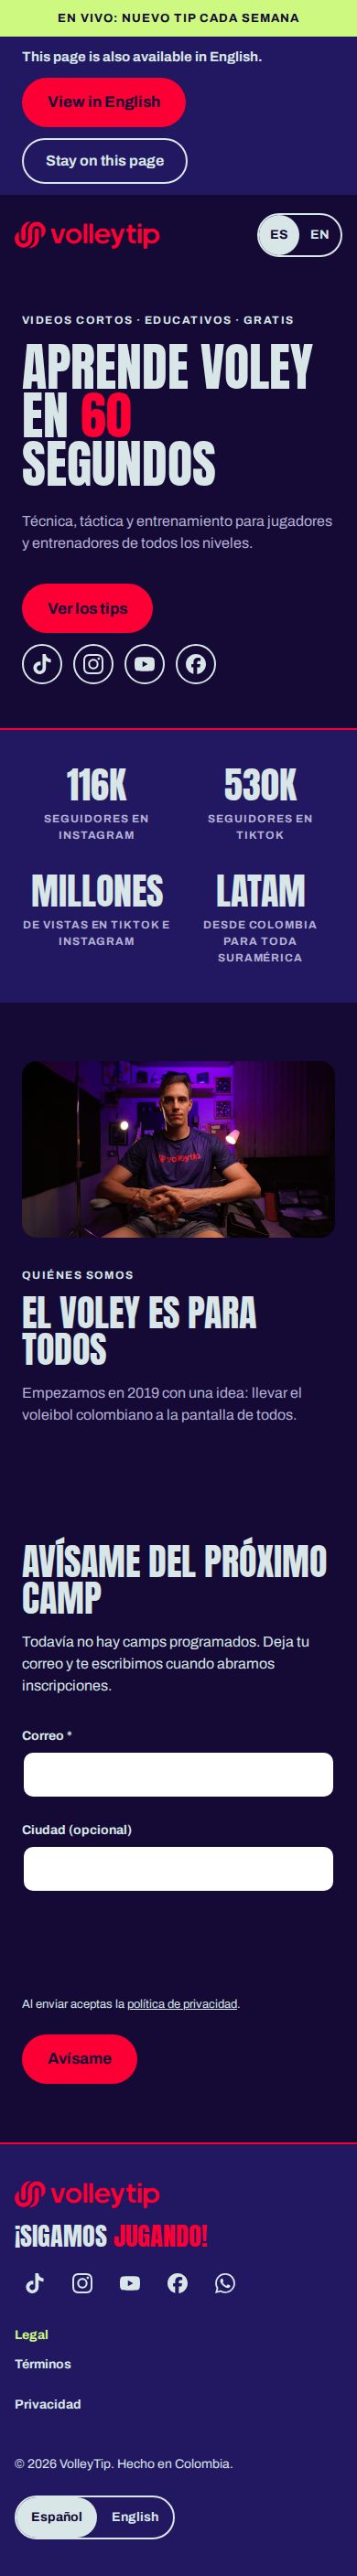 EN VIVO: NUEVO TIP CADA SEMANA
This page is also available in English.
View in English
Stay on this page
volleytip
ES EN
VIDEOS CORTOS · EDUCATIVOS · GRATIS
APRENDE VOLEY
EN 60
SEGUNDOS
Técnica, táctica y entrenamiento para jugadores
y entrenadores de todos los niveles.
Ver los tips
116K
SEGUIDORES EN
INSTAGRAM
530K
SEGUIDORES EN
TIKTOK
MILLONES
DE VISTAS EN TIKTOK E
INSTAGRAM
LATAM
DESDE COLOMBIA
PARA TODA
SURAMÉRICA
volleytip
QUIÉNES SOMOS
EL VOLEY ES PARA
TODOS
Empezamos en 2019 con una idea: llevar el
voleibol colombiano a la pantalla de todos.
AVÍSAME DEL PRÓXIMO
CAMP
Todavía no hay camps programados. Deja tu
correo y te escribimos cuando abramos
inscripciones.
Correo *
Ciudad (opcional)
Al enviar aceptas la política de privacidad.
Avísame
volleytip
¡SIGAMOS JUGANDO!
Legal
Términos
Privacidad
© 2026 VolleyTip. Hecho en Colombia.
Español English